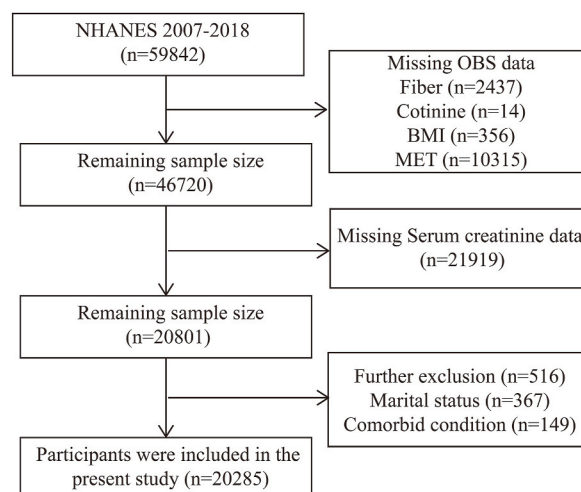 NHANES 2007-2018
(n=59842)
Missing OBS data
Fiber (n=2437)
Cotinine (n=14)
BMI (n=356)
MET (n=10315)
Remaining sample size
(n=46720)
Missing Serum creatinine data
(n=21919)
Remaining sample size
(n=20801)
Further exclusion (n=516)
Marital status (n=367)
Comorbid condition (n=149)
Participants were included in the
present study (n=20285)